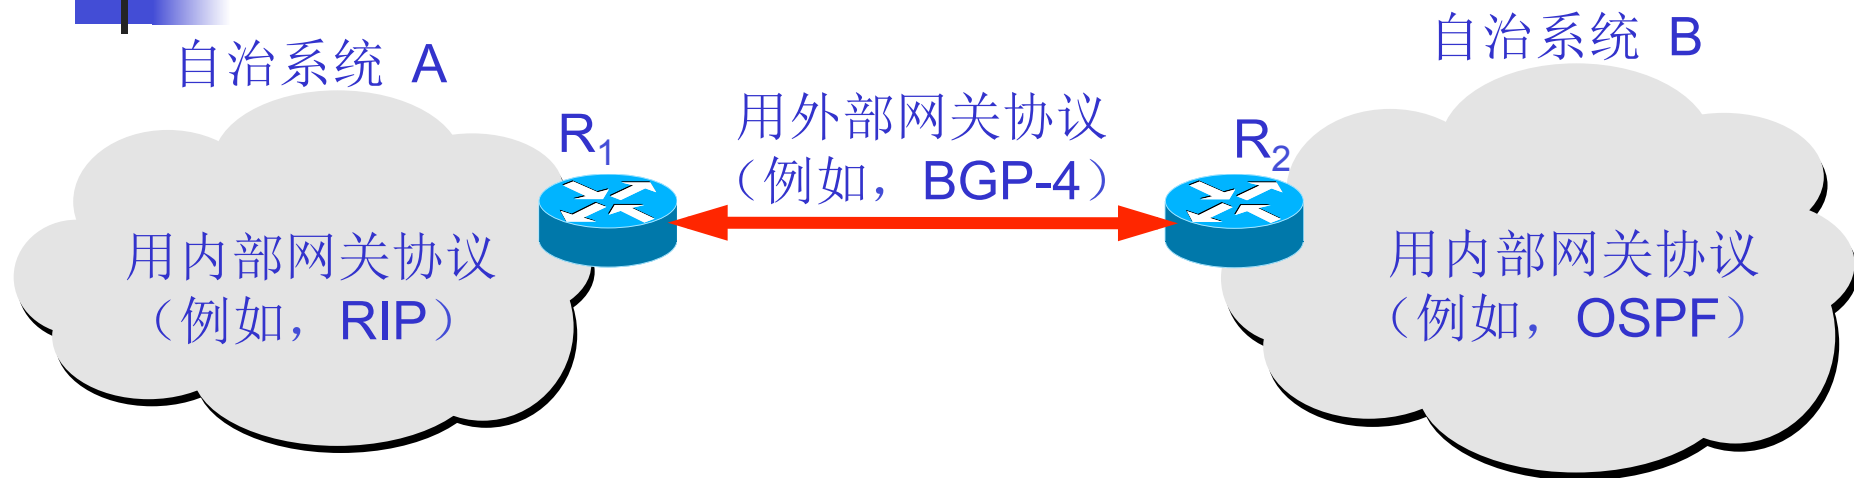 自治系统 A
自治系统 B
R1
用外部网关协议
（例如，BGP-4）
R2
用内部网关协议
（例如，RIP）
用内部网关协议
（例如，OSPF）